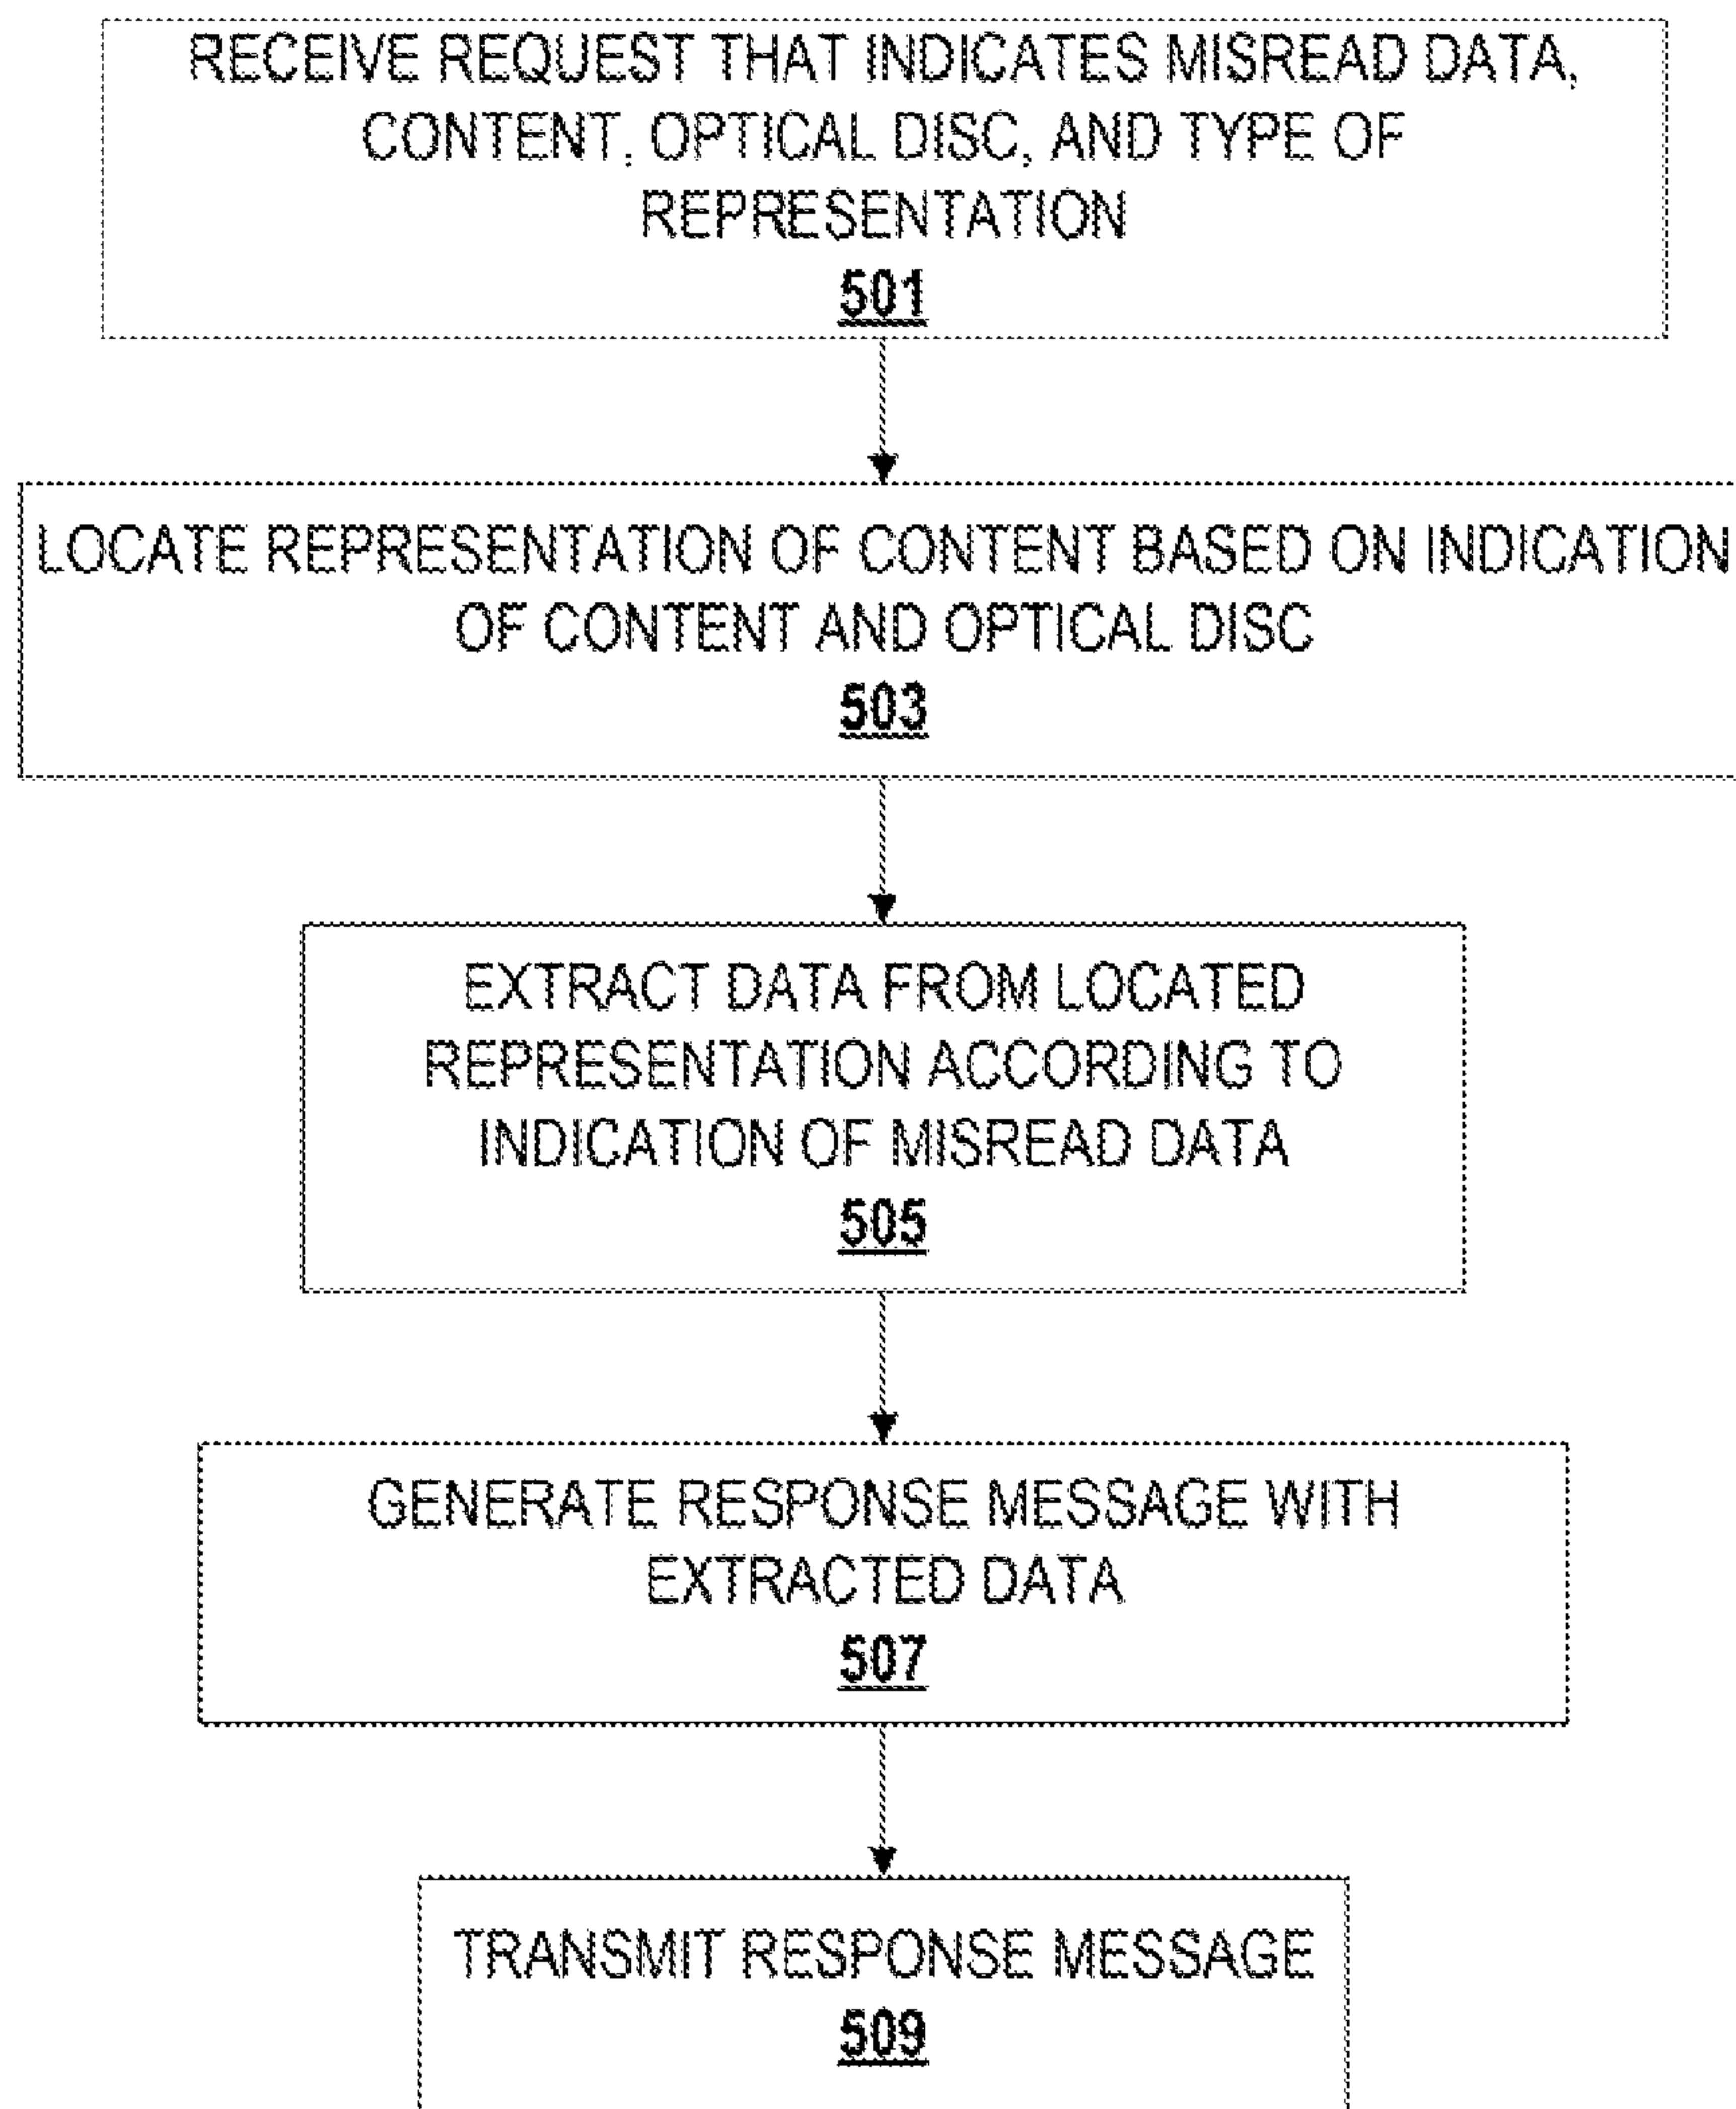 RECEIVE REQUEST THAT INDICATES MISREAD DATA,
CONTENT, OPTICAL DISC, AND TYPE OF
REPRESENTATION
501
LOCATE REPRESENTATION OF CONTENT BASED ON INDICATION
OF CONTENT AND OPTICAL DISC
503
EXTRACT DATA FROM LOCATED
REPRESENTATION ACCORDING TO
INDICATION OF MISREAD DATA
505
GENERATE RESPONSE MESSAGE WITH
EXTRACTED DATA
507
TRANSMIT RESPONSE MESSAGE
509